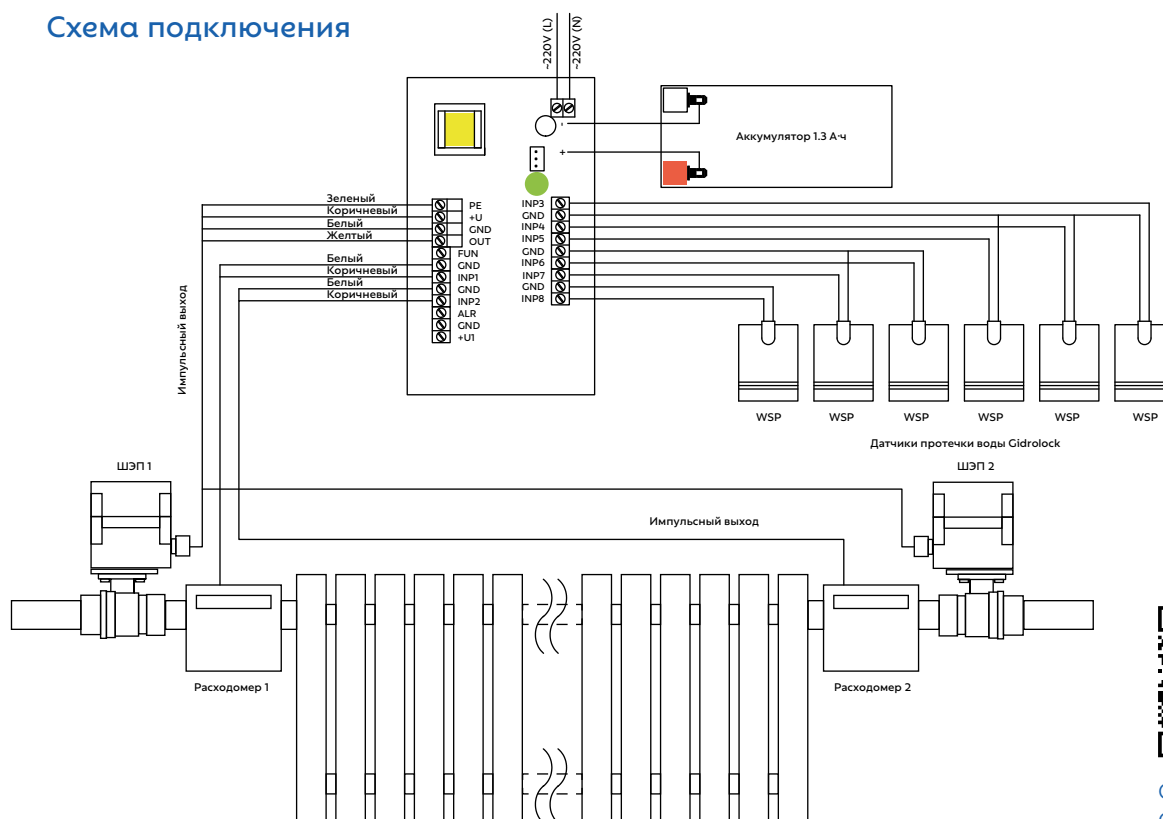 Схема подключения
~220V (L)
~220V (N)
-
+
Аккумулятор 1.3 А·ч
Зеленый
Коричневый
Белый
Желтый
Белый
Коричневый
Белый
Коричневый
PE
+U
GND
OUT
FUN
GND
INP1
GND
INP2
ALR
GND
+U1
INP3
GND
INP4
INP5
GND
INP6
INP7
GND
INP8
Импульсный выход
WSP
WSP
WSP
WSP
WSP
WSP
Датчики протечки воды Gidrolock
ШЭП 1
ШЭП 2
Импульсный выход
Расходомер 1
Расходомер 2